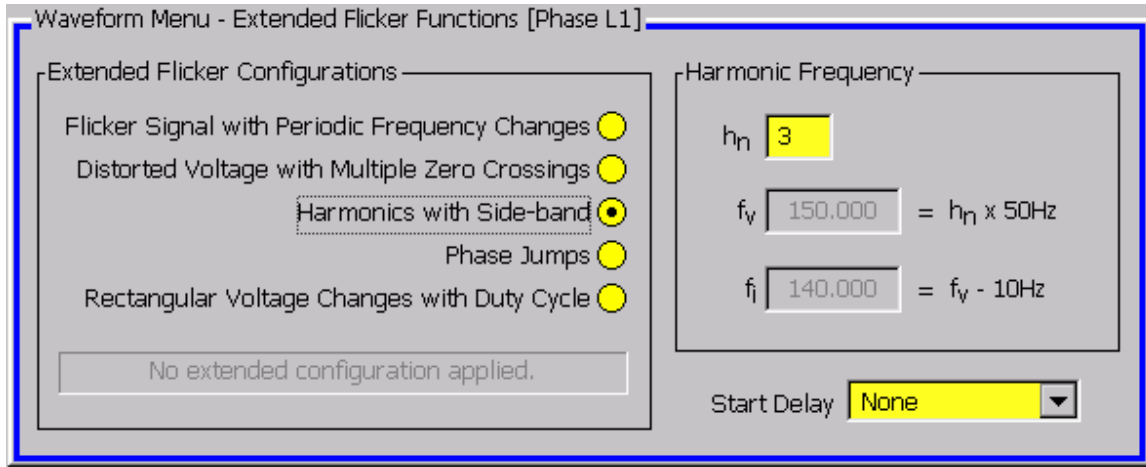 Waveform Menu - Extended Flicker Functions [Phase L1]
Extended Flicker Configurations
Flicker Signal with Periodic Frequency Changes
Distorted Voltage with Multiple Zero Crossings
Harmonics with Side-band
Phase Jumps
Rectangular Voltage Changes with Duty Cycle
No extended configuration applied.
Harmonic Frequency
hn 3
fv 150.000 = hn x 50Hz
fi 140.000 = fv - 10Hz
Start Delay None